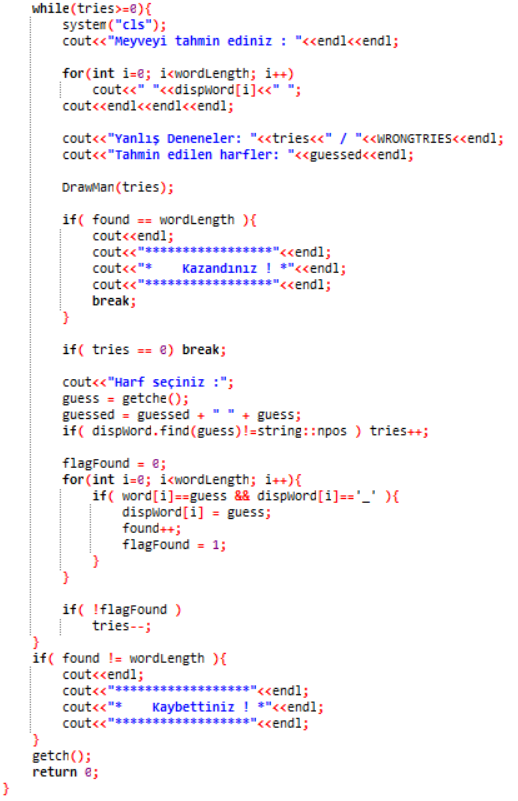 while(tries>=0){
system("cls");
cout<<"Meyveyi tahmin ediniz : "<<endl<<endl;
for(int i=0; i<wordLength; i++)
cout<<" "<<dispWord[i]<<" ";
cout<<endl<<endl<<endl;
cout<<"Yanlış Deneneler: "<<tries<<" / "<<WRONGTRIES<<endl;
cout<<"Tahmin edilen harfler: "<<guessed<<endl;
DrawMan(tries);
if( found == wordLength ){
cout<<endl;
cout<<"*****************"<<endl;
cout<<"*    Kazandınız ! *"<<endl;
cout<<"*****************"<<endl;
break;
}
if( tries == 0) break;
cout<<"Harf seçiniz :";
guess = getche();
guessed = guessed + " " + guess;
if( dispWord.find(guess)!=string::npos ) tries++;
flagFound = 0;
for(int i=0; i<wordLength; i++){
if( word[i]==guess && dispWord[i]=='_' ){
dispWord[i] = guess;
found++;
flagFound = 1;
}
}
if( !flagFound )
tries--;
}
if( found != wordLength ){
cout<<endl;
cout<<"******************"<<endl;
cout<<"*    Kaybettiniz ! *"<<endl;
cout<<"******************"<<endl;
}
getch();
return 0;
}